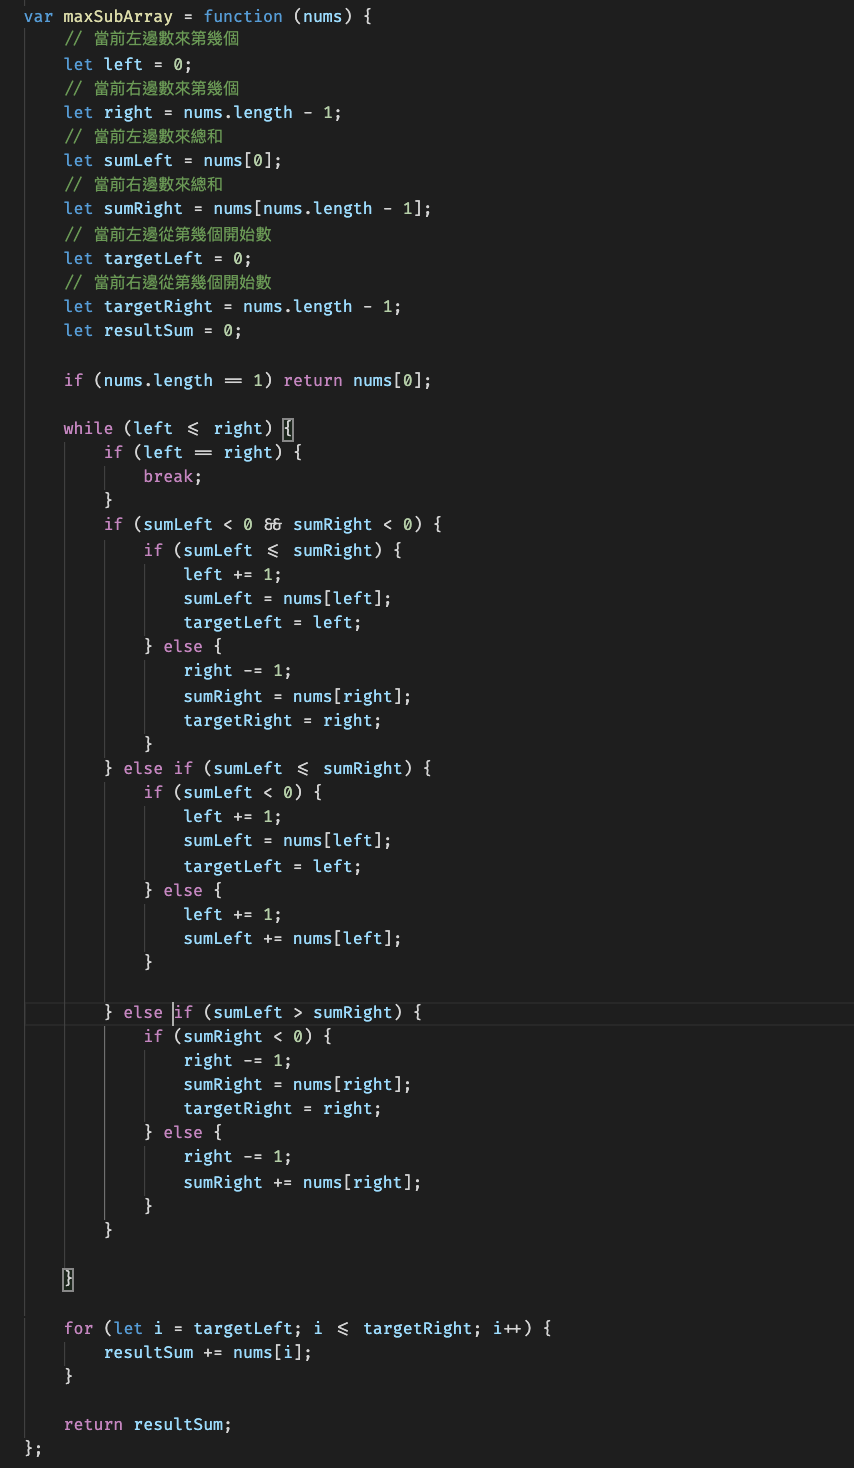 var maxSubArray = function (nums) {
// 當前左邊數來第幾個
let left = 0;
// 當前右邊數來第幾個
let right = nums.length - 1;
// 當前左邊數來總和
let sumLeft = nums[0];
// 當前右邊數來總和
let sumRight = nums[nums.length - 1];
// 當前左邊從第幾個開始數
let targetLeft = 0;
// 當前右邊從第幾個開始數
let targetRight = nums.length - 1;
let resultSum = 0;
if (nums.length == 1) return nums[0];
while (left <= right) {
if (left == right) {
break;
}
if (sumLeft < 0 && sumRight < 0) {
if (sumLeft <= sumRight) {
left += 1;
sumLeft = nums[left];
targetLeft = left;
} else {
right -= 1;
sumRight = nums[right];
targetRight = right;
}
} else if (sumLeft <= sumRight) {
if (sumLeft < 0) {
left += 1;
sumLeft = nums[left];
targetLeft = left;
} else {
left += 1;
sumLeft += nums[left];
}
} else if (sumLeft > sumRight) {
if (sumRight < 0) {
right -= 1;
sumRight = nums[right];
targetRight = right;
} else {
right -= 1;
sumRight += nums[right];
}
}
}
for (let i = targetLeft; i <= targetRight; i++) {
resultSum += nums[i];
}
return resultSum;
};